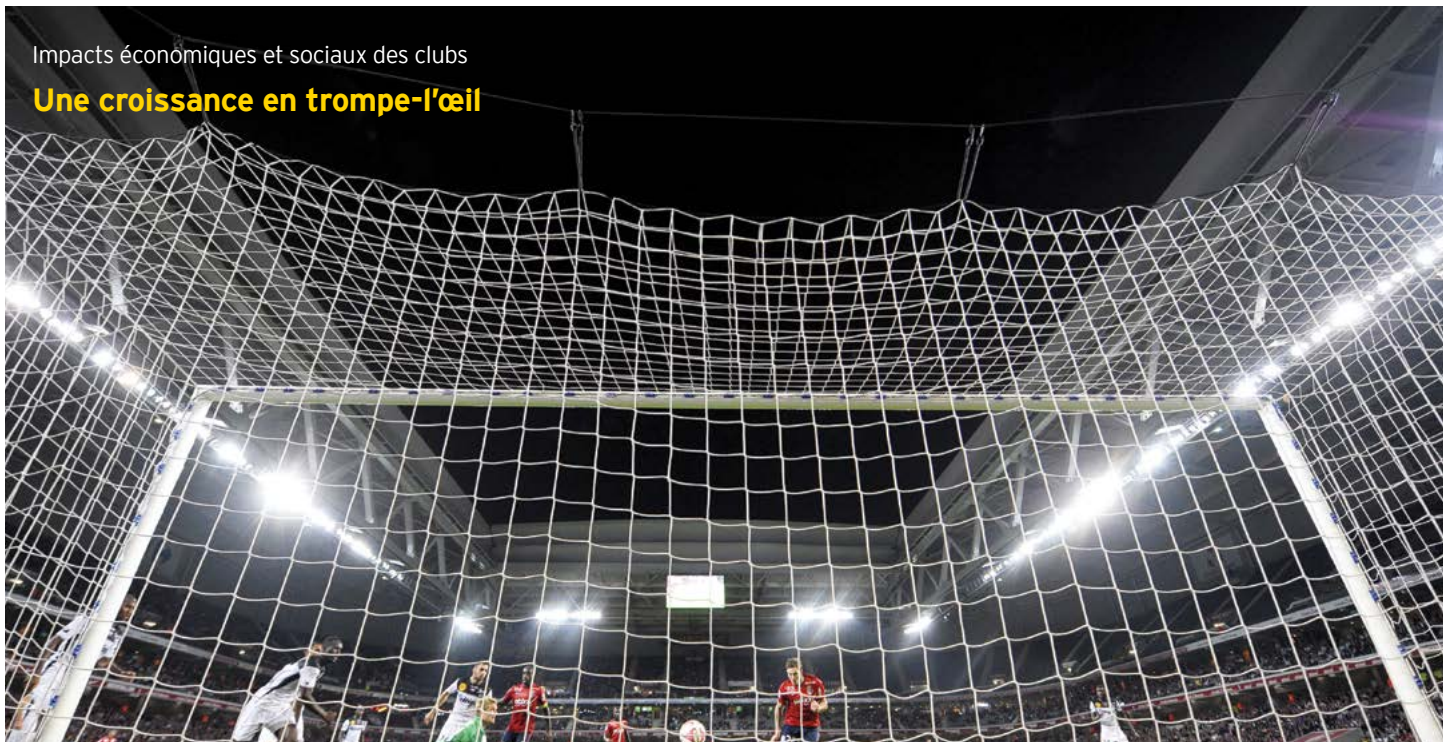 Impacts économiques et sociaux des clubs
Une croissance en trompe-l'œil